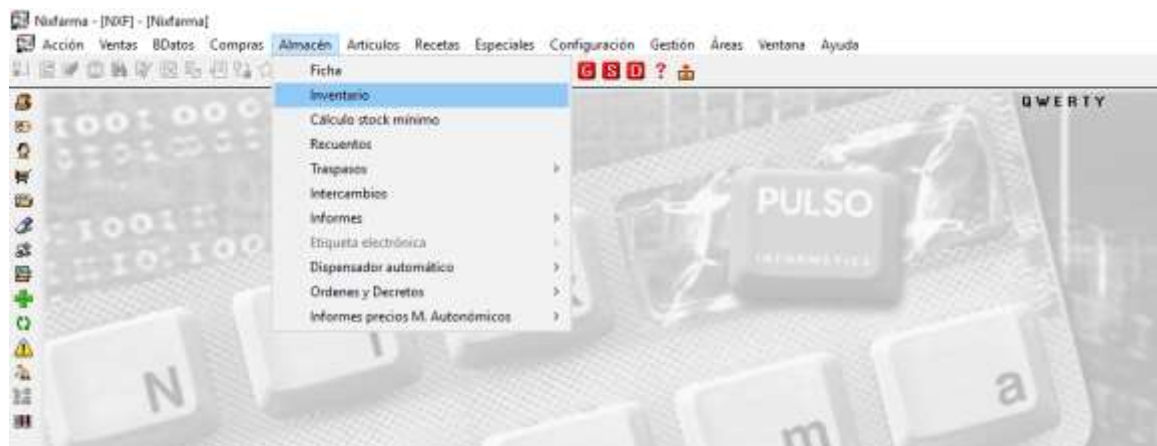 Nixfarma - [NXF] - [Nixfarma[
Acción Ventas BDatos Compras Almacén Artículos Recetas Especiales Configuración Gestión Áreas Ventana Ayuda
G S D ?
Ficha
Inventario
Cálculo stock mínimo
Recuentos
Traspasos
Intercambios
Informes
Etiqueta electrónica
Dispensador automático
Ordenes y Decretos
Informes precios M. Autonómicos
QWERTY
PULSO
INFORMÁTICA
N
i
m
a